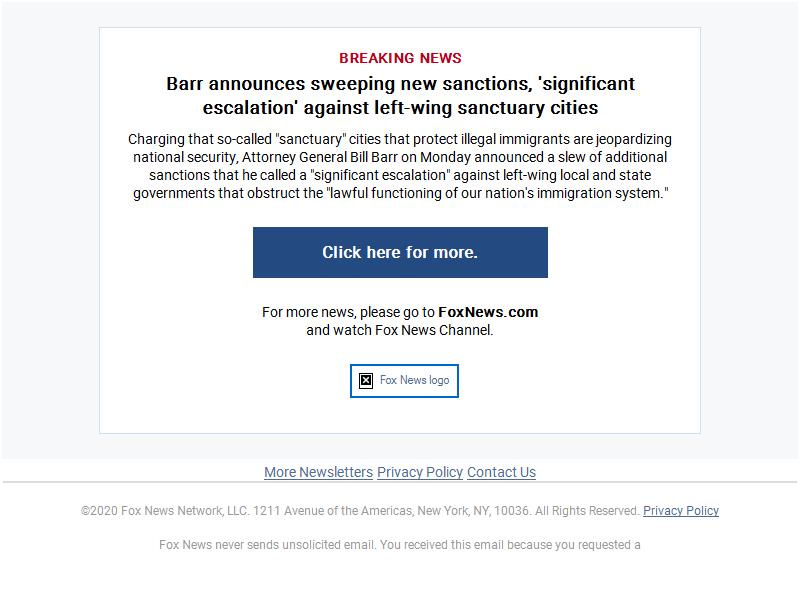 BREAKING NEWS
Barr announces sweeping new sanctions, 'significant
escalation' against left-wing sanctuary cities
Charging that so-called "sanctuary" cities that protect illegal immigrants are jeopardizing
national security, Attorney General Bill Barr on Monday announced a slew of additional
sanctions that he called a "significant escalation" against left-wing local and state
governments that obstruct the "lawful functioning of our nation's immigration system."
Click here for more.
For more news, please go to FoxNews.com
and watch Fox News Channel.
Fox News logo
More Newsletters Privacy Policy Contact Us
©2020 Fox News Network, LLC. 1211 Avenue of the Americas, New York, NY, 10036. All Rights Reserved. Privacy Policy
Fox News never sends unsolicited email. You received this email because you requested a